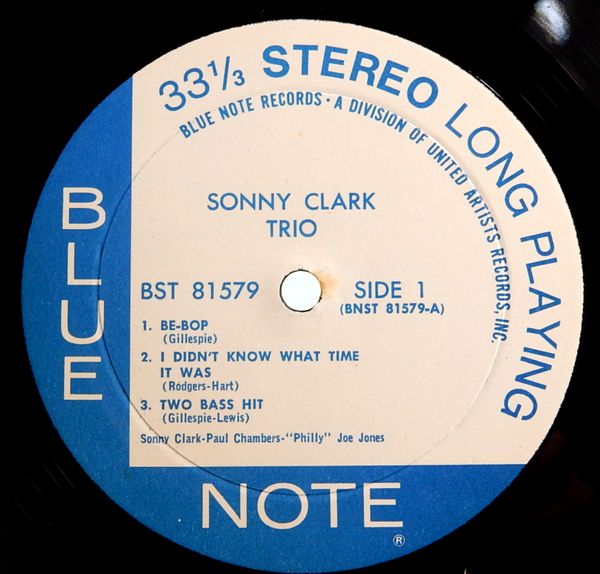 33⅓ STEREO LONG PLAYING
BLUE NOTE RECORDS · A DIVISION OF UNITED ARTISTS RECORDS, INC.
SONNY CLARK
TRIO
BST 81579
SIDE 1
(BNST 81579-A)
1. BE-BOP
(Gillespie)
2. I DIDN'T KNOW WHAT TIME
IT WAS
(Rodgers-Hart)
3. TWO BASS HIT
(Gillespie-Lewis)
Sonny Clark-Paul Chambers-"Philly" Joe Jones
BLUE
NOTE
®